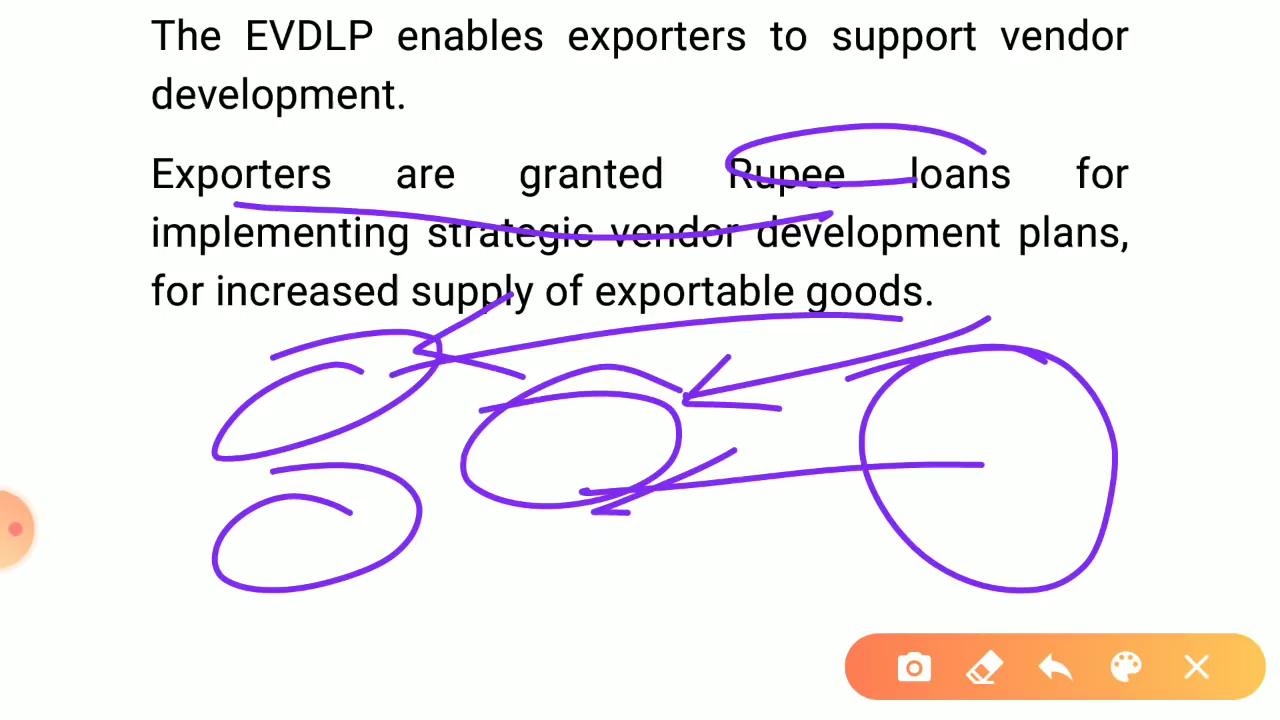 The EVDLP enables exporters to support vendor
development.
Exporters are granted Rupee loans for
implementing strategic vendor development plans,
for increased supply of exportable goods.